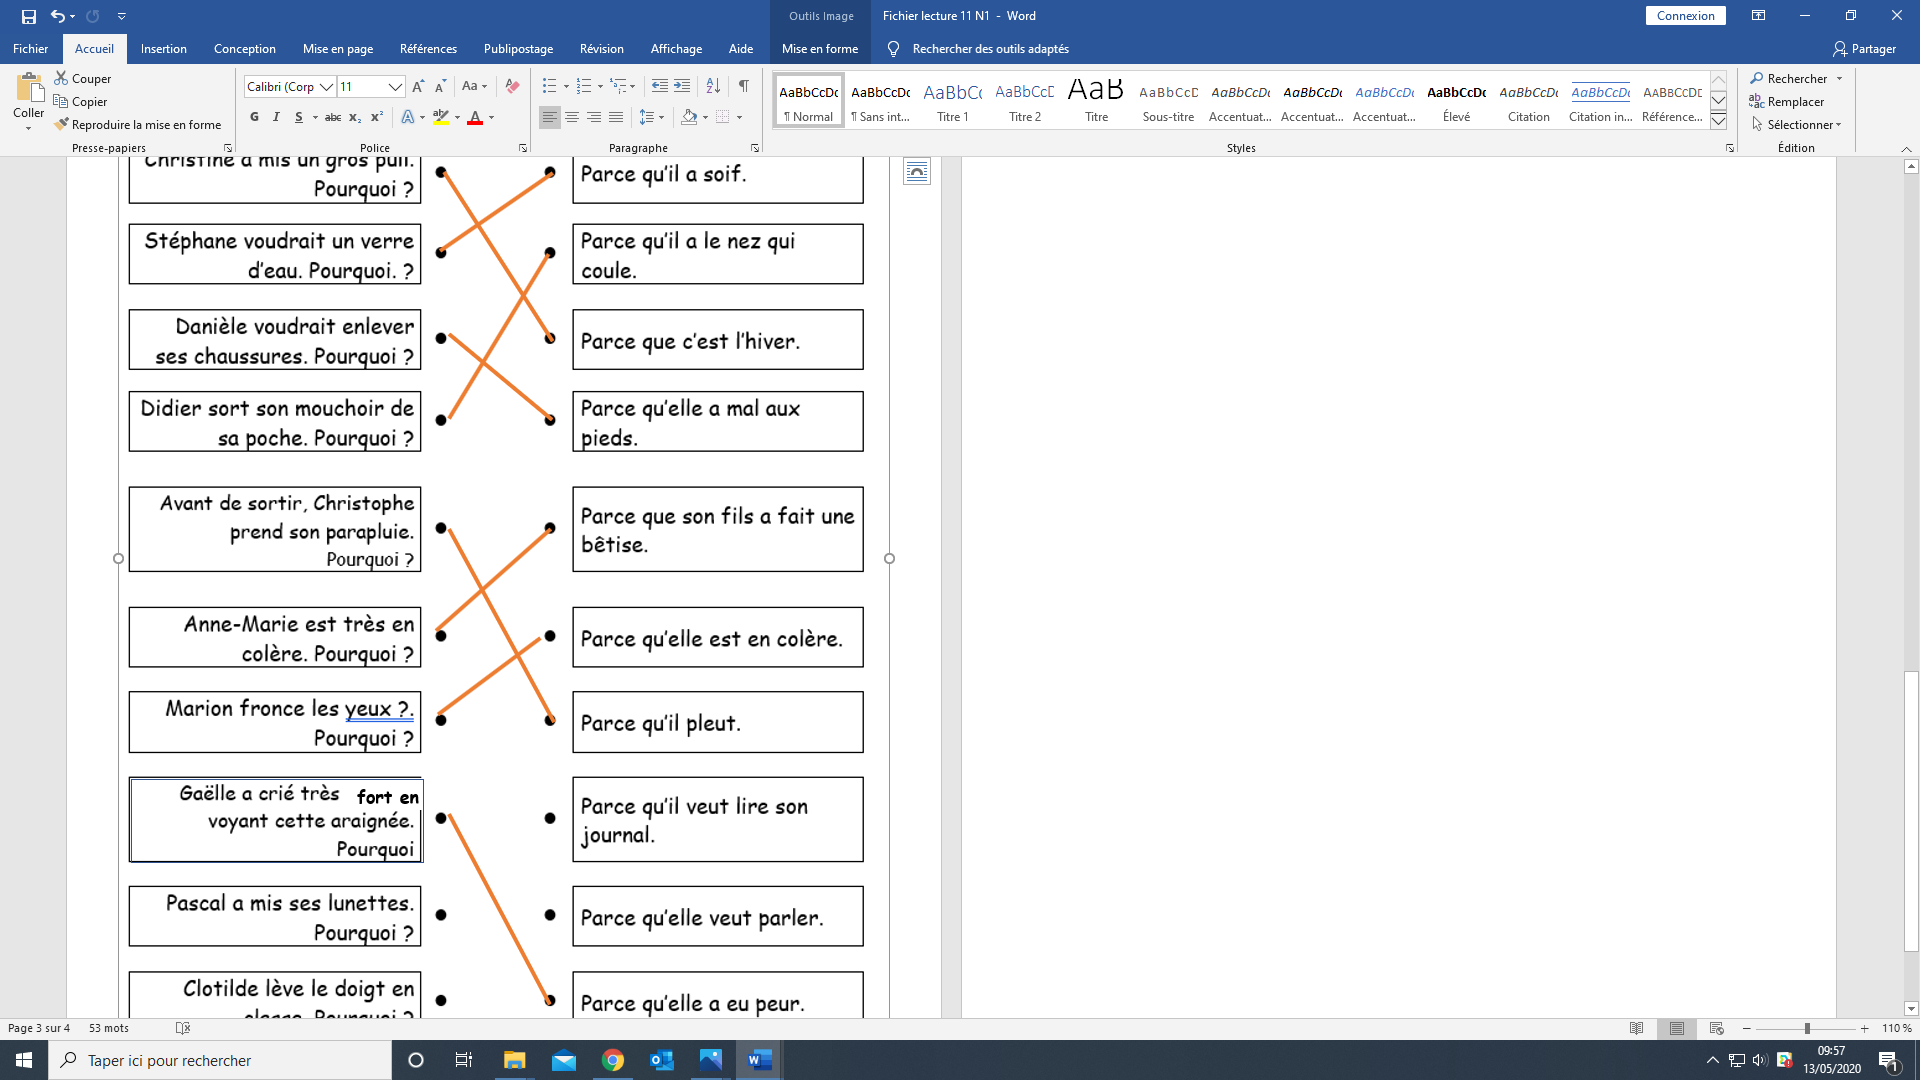 Outils Image
Fichier lecture 11 N1 - Word
Connexion
Fichier
Accueil
Insertion
Conception
Mise en page
Références
Publipostage
Révision
Affichage
Aide
Mise en forme
Rechercher des outils adaptés
Partager
Coller
Couper
Copier
Reproduire la mise en forme
Presse-papiers
Calibri (Corp
11
Police
Paragraphe
AaBbCcDc
¶ Normal
AaBbCcDc
¶ Sans int...
AaBbCc
Titre 1
AaBbCcD
Titre 2
AaB
Titre
AaBbCcD
Sous-titre
AaBbCcDc
Accentuat...
AaBbCcDc
Accentuat...
AaBbCcDc
Accentuat...
AaBbCcDc
Élevé
AaBbCcDc
Citation
AaBbCcDc
Citation in...
AaBbCcDc
Référence...
Styles
Rechercher
Remplacer
Sélectionner
Édition
Christine a mis un gros pull.
Pourquoi ?
Parce qu'il a soif.
Stéphane voudrait un verre
d'eau. Pourquoi. ?
Parce qu'il a le nez qui
coule.
Danièle voudrait enlever
ses chaussures. Pourquoi ?
Parce que c'est l'hiver.
Didier sort son mouchoir de
sa poche. Pourquoi ?
Parce qu'elle a mal aux
pieds.
Avant de sortir, Christophe
prend son parapluie.
Pourquoi ?
Parce que son fils a fait une
bêtise.
Anne-Marie est très en
colère. Pourquoi ?
Parce qu'elle est en colère.
Marion fronce les yeux ?.
Pourquoi ?
Parce qu'il pleut.
Gaëlle a crié très fort en
voyant cette araignée.
Pourquoi
Parce qu'il veut lire son
journal.
Pascal a mis ses lunettes.
Pourquoi ?
Parce qu'elle veut parler.
Clotilde lève le doigt en
classe. Pourquoi ?
Parce qu'elle a eu peur.
Page 3 sur 4
53 mots
110 %
Taper ici pour rechercher
09:57
13/05/2020